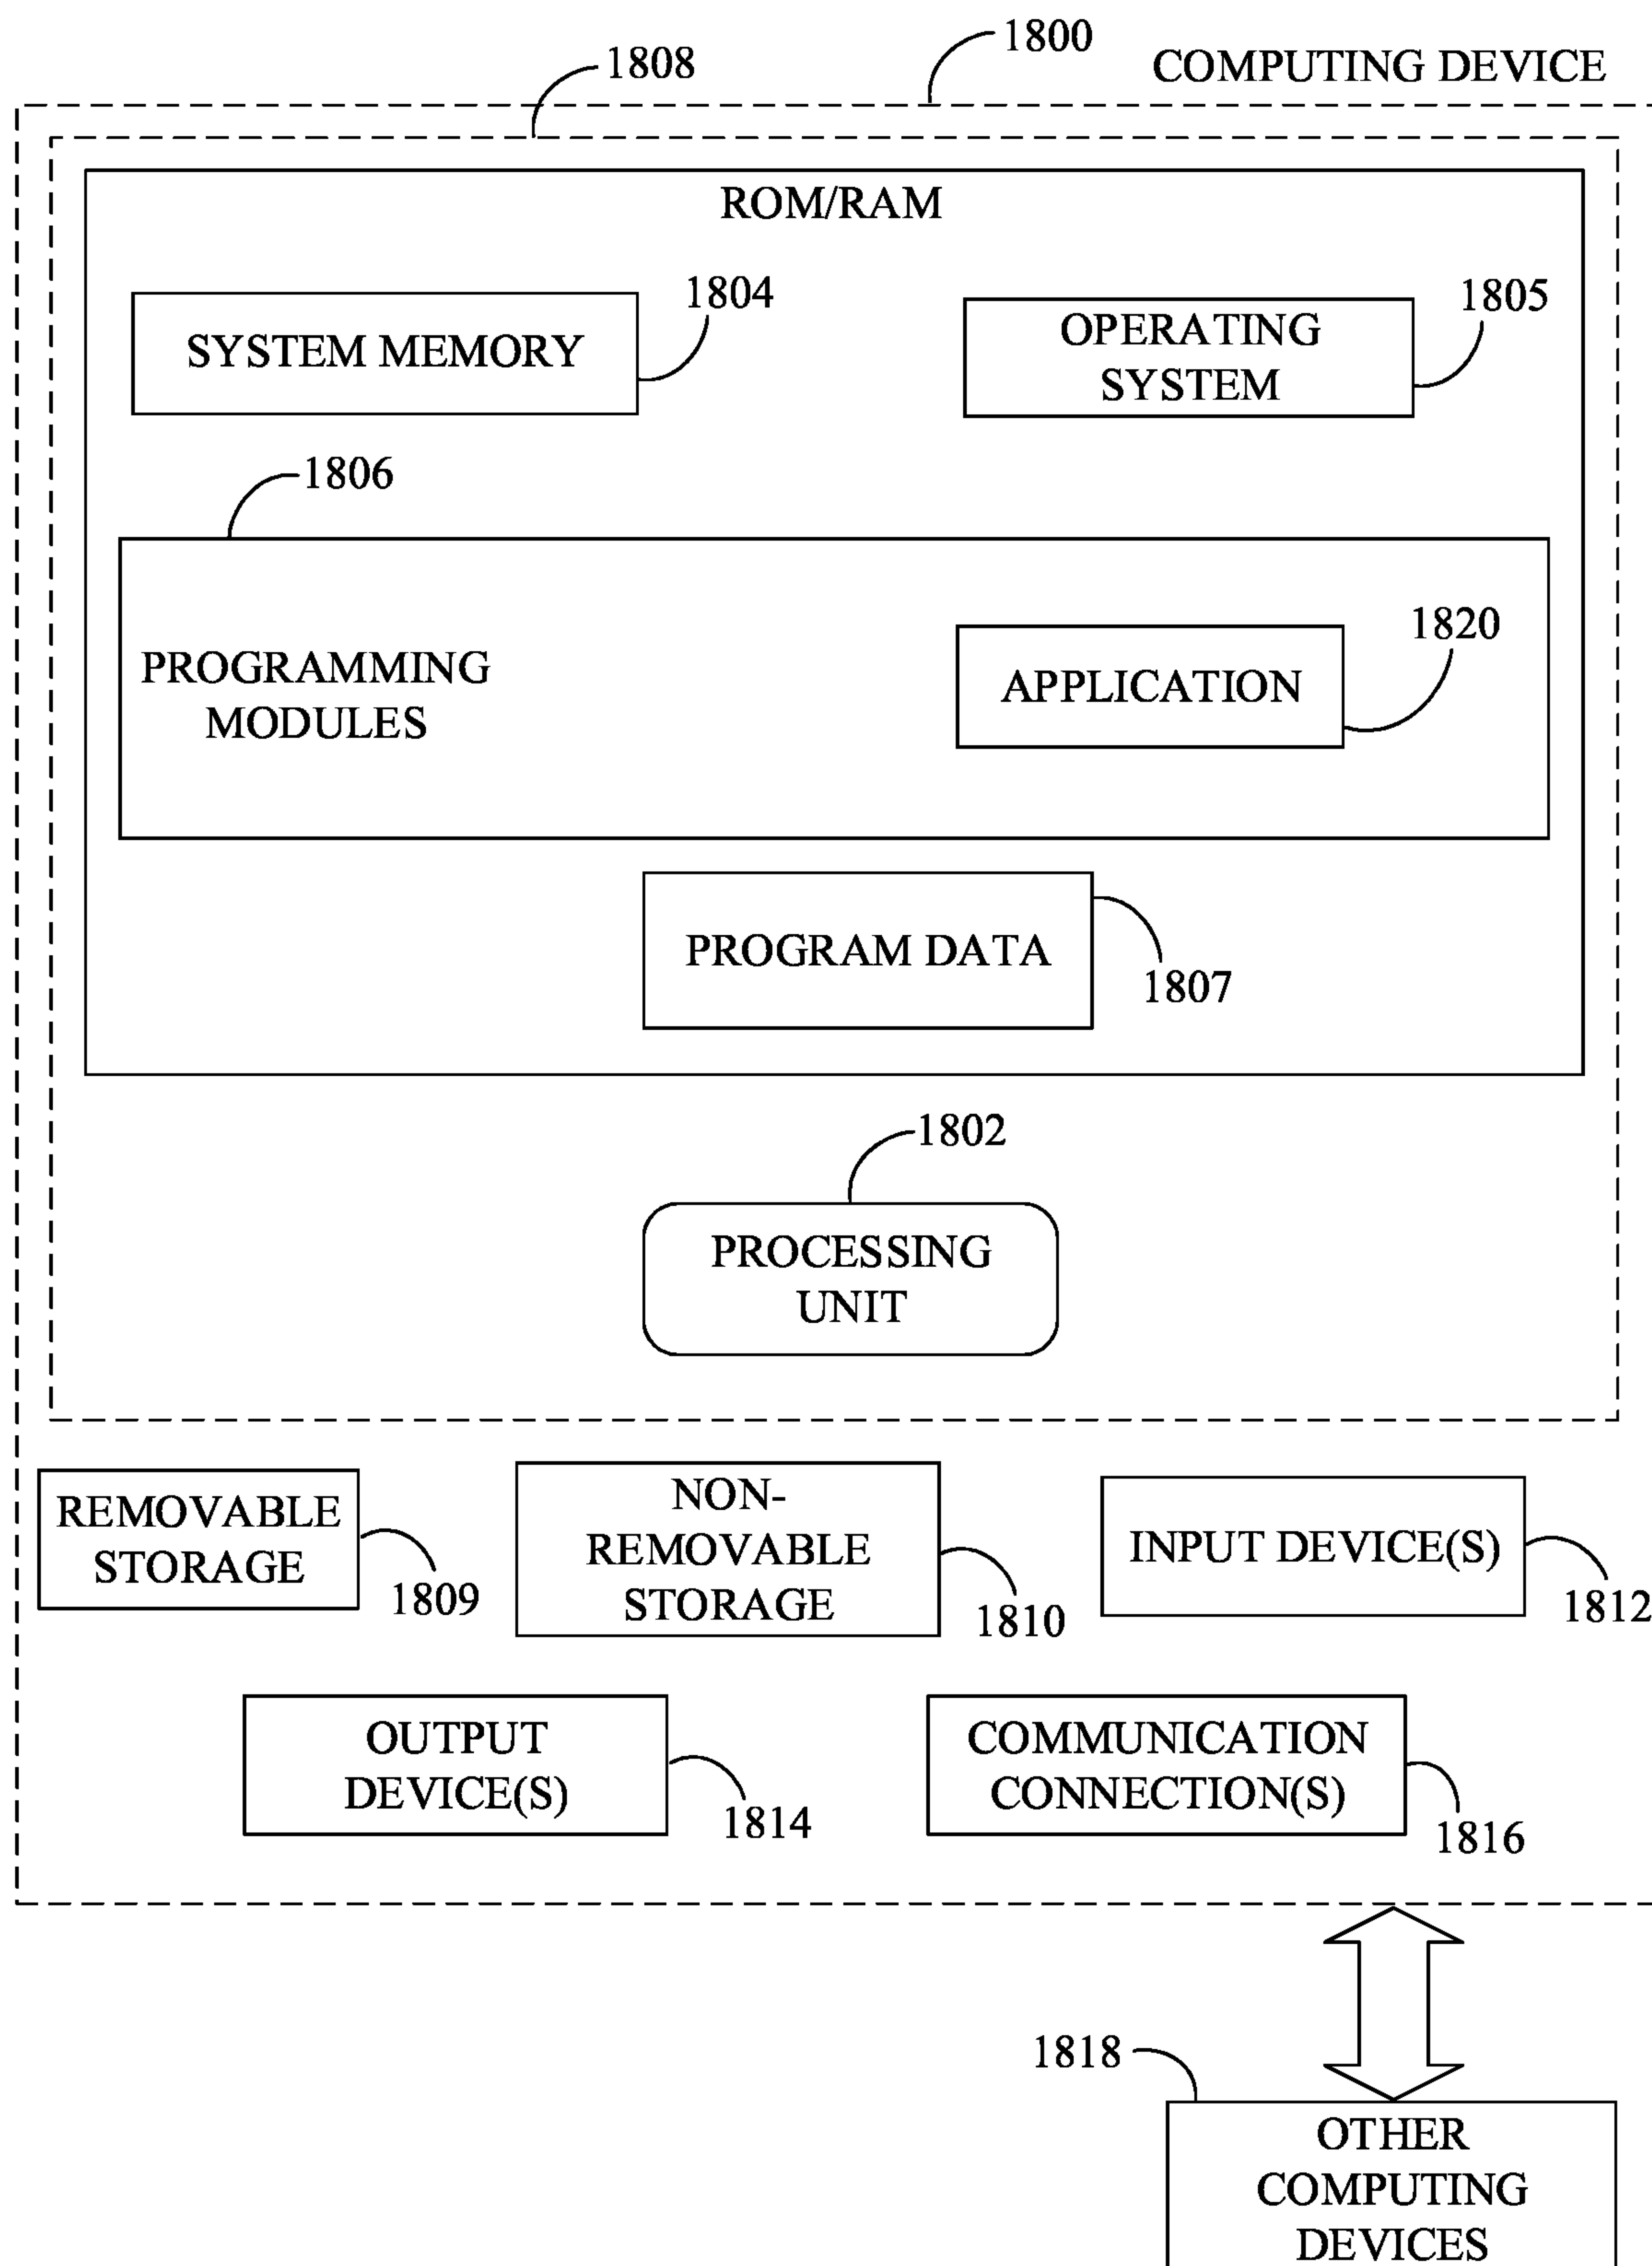 1800
COMPUTING DEVICE
1808
ROM/RAM
SYSTEM MEMORY
1804
OPERATING
SYSTEM
1805
1806
PROGRAMMING
MODULES
APPLICATION
1820
PROGRAM DATA
1807
1802
PROCESSING
UNIT
REMOVABLE
STORAGE
1809
NON-
REMOVABLE
STORAGE
1810
INPUT DEVICE(S)
1812
OUTPUT
DEVICE(S)
1814
COMMUNICATION
CONNECTION(S)
1816
1818
OTHER
COMPUTING
DEVICES